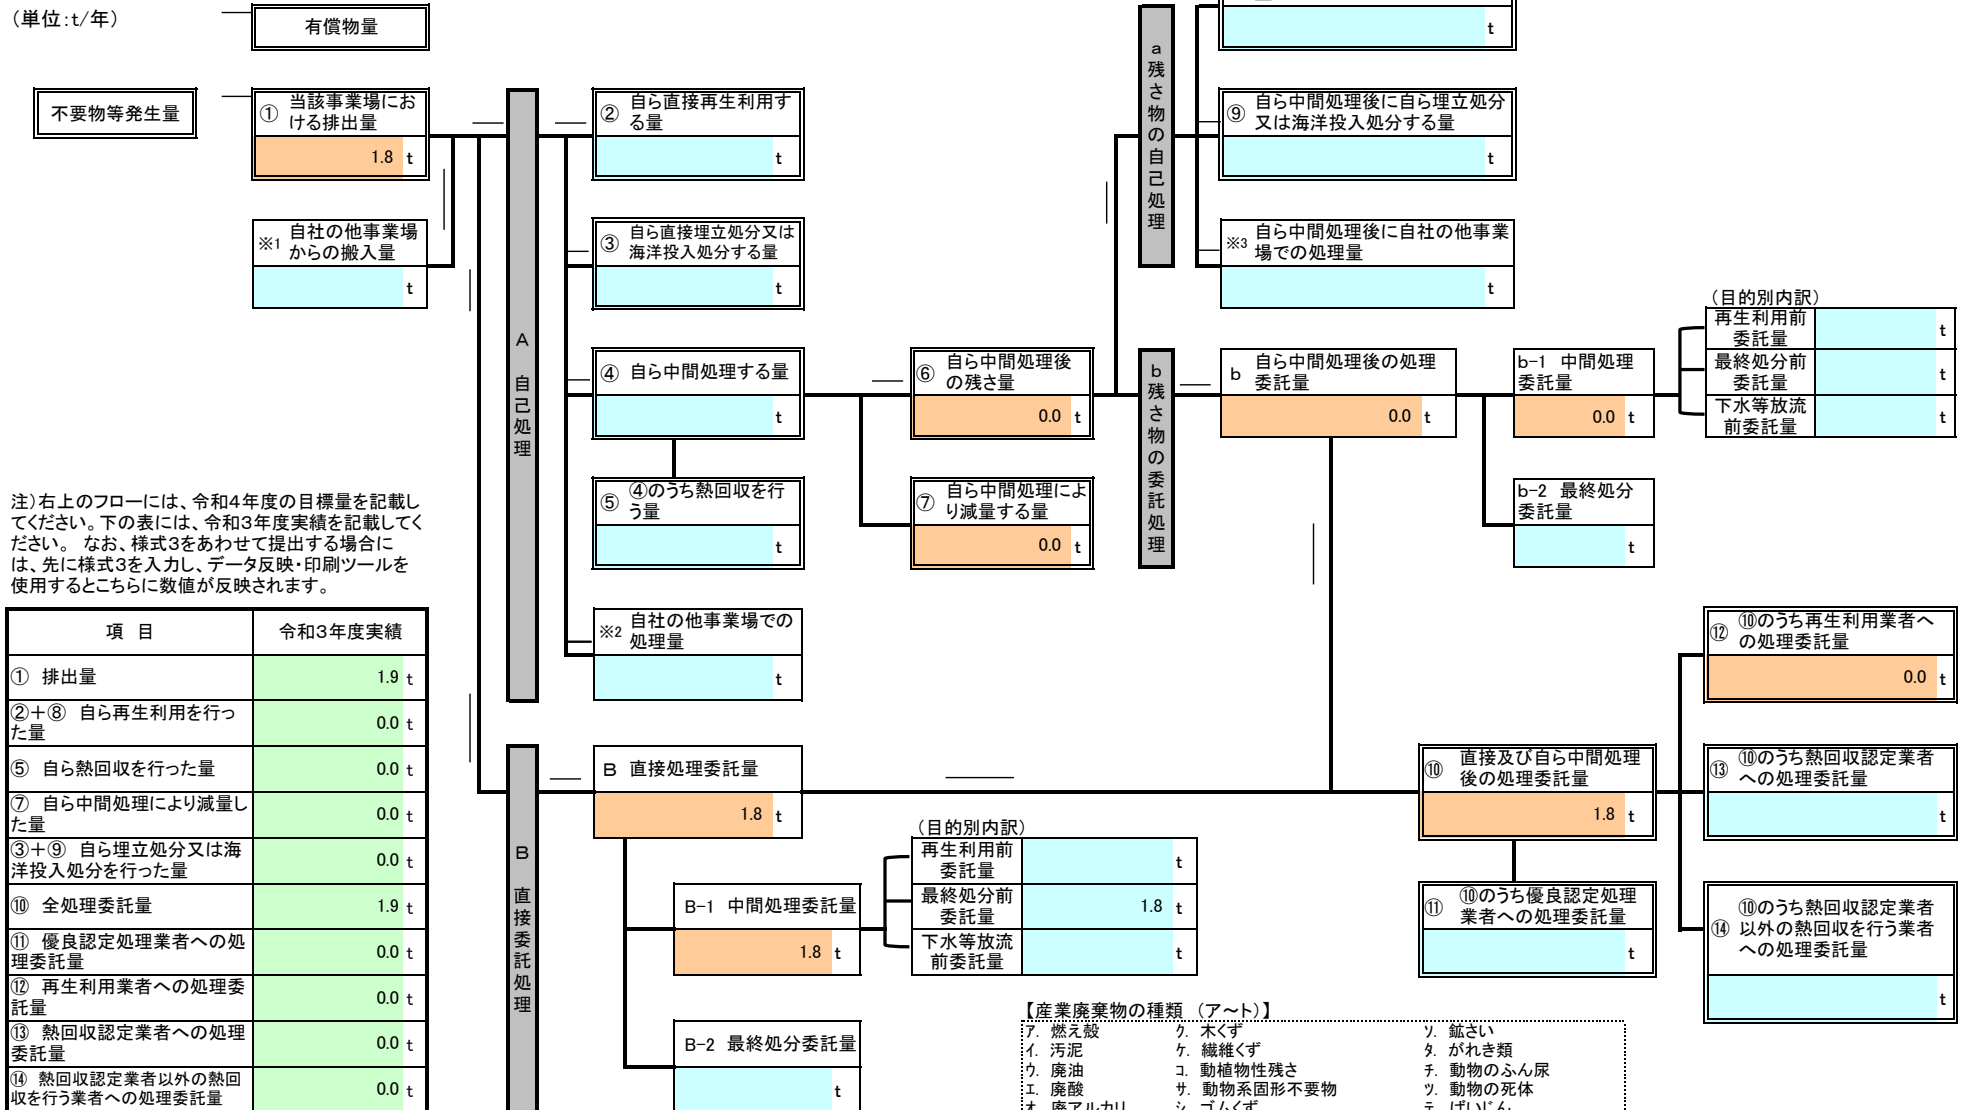 （単位：t/年）
有償物量
t
不要物等発生量
① 当該事業場にお
ける排出量
1.8 t
※1 自社の他事業場
からの搬入量
t
A 自己処理
② 自ら直接再生利用す
る量
t
③ 自ら直接埋立処分又は
海洋投入処分する量
t
④ 自ら中間処理する量
t
⑤ ④のうち熱回収を行
う量
t
※2 自社の他事業場での
処理量
t
⑥ 自ら中間処理後
の残さ量
0.0 t
⑦ 自ら中間処理によ
り減量する量
0.0 t
a 残さ物の自己処理
⑨ 自ら中間処理後に自ら埋立処分
又は海洋投入処分する量
t
※3 自ら中間処理後に自社の他事業
場での処理量
t
b 残さ物の委託処理
b 自ら中間処理後の処理
委託量
0.0 t
b-1 中間処理
委託量
0.0 t
（目的別内訳）
再生利用前
委託量
t
最終処分前
委託量
t
下水等放流
前委託量
t
b-2 最終処分
委託量
t
注）右上のフローには、令和４年度の目標量を記載し
てください。下の表には、令和３年度実績を記載してく
ださい。 なお、様式３をあわせて提出する場合に
は、先に様式３を入力し、データ反映・印刷ツールを
使用するとこちらに数値が反映されます。
項 目 令和３年度実績
① 排出量 1.9 t
②＋⑧ 自ら再生利用を行っ
た量 0.0 t
⑤ 自ら熱回収を行った量 0.0 t
⑦ 自ら中間処理により減量し
た量 0.0 t
③＋⑨ 自ら埋立処分又は海
洋投入処分を行った量 0.0 t
⑩ 全処理委託量 1.9 t
⑪ 優良認定処理業者への処
理委託量 0.0 t
⑫ 再生利用業者への処理委
託量 0.0 t
⑬ 熱回収認定業者への処理
委託量 0.0 t
⑭ 熱回収認定業者以外の熱回
収を行う業者への処理委託量 0.0 t
B 直接委託処理
B 直接処理委託量
1.8 t
B-1 中間処理委託量
1.8 t
（目的別内訳）
再生利用前
委託量
t
最終処分前
委託量
1.8 t
下水等放流
前委託量
t
B-2 最終処分委託量
t
⑩ 直接及び自ら中間処理
後の処理委託量
1.8 t
⑪ ⑩のうち優良認定処理
業者への処理委託量
t
⑫ ⑩のうち再生利用業者へ
の処理委託量
0.0 t
⑬ ⑩のうち熱回収認定業者
への処理委託量
t
⑭ ⑩のうち熱回収認定業者
以外の熱回収を行う業者
への処理委託量
t
【産業廃棄物の種類 （ア～ト）】
ｱ. 燃え殻 ｸ. 木くず ｿ. 鉱さい
ｲ. 汚泥 ｹ. 繊維くず ﾀ. がれき類
ｳ. 廃油 ｺ. 動植物性残さ ﾁ. 動物のふん尿
ｴ. 廃酸 ｻ. 動物系固形不要物 ﾂ. 動物の死体
ｵ. 廃アルカリ ｼ. ゴムくず ﾃ. ばいじん